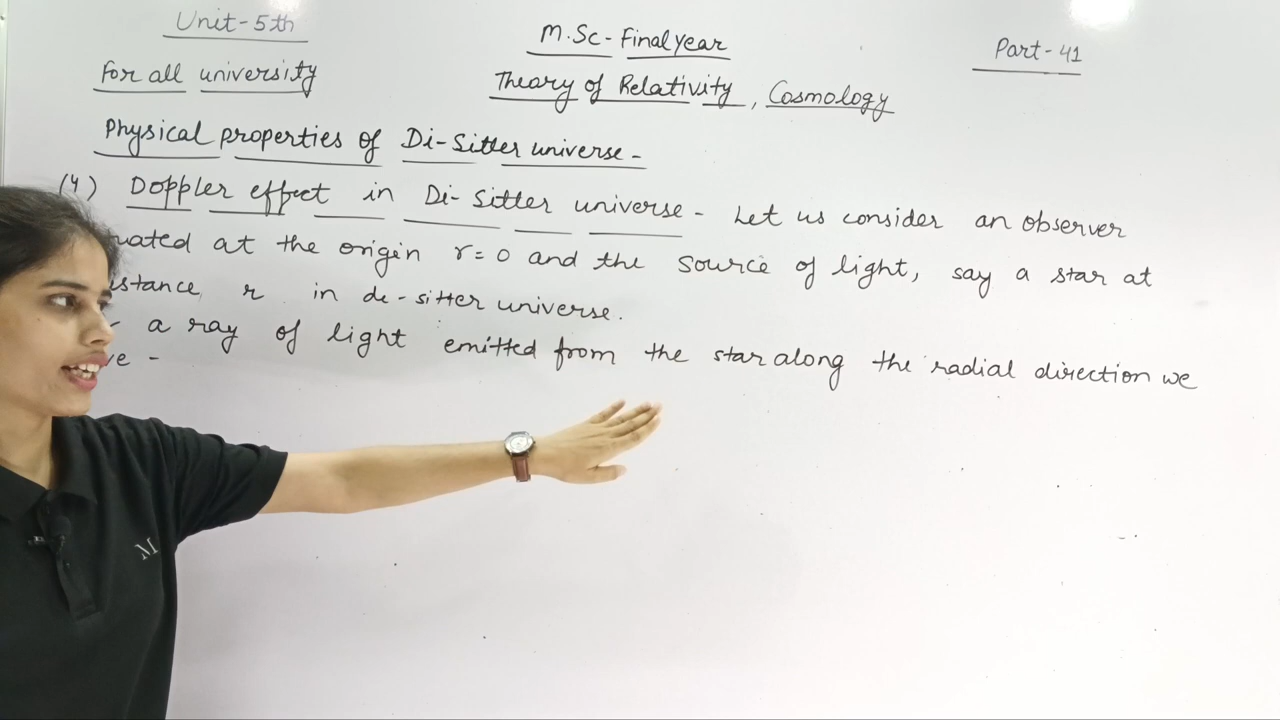 Unit-5th
M.Sc-Final year
Part-41
For all university
Theory of Relativity, Cosmology
Physical properties of Di-Sitter universe-
(4) Doppler effect in Di-Sitter universe- Let us consider an observer
uated at the origin r=0 and the source of light, say a star at
istance r in de-sitter universe.
a ray of light emitted from the star along the radial direction we
ve -
M